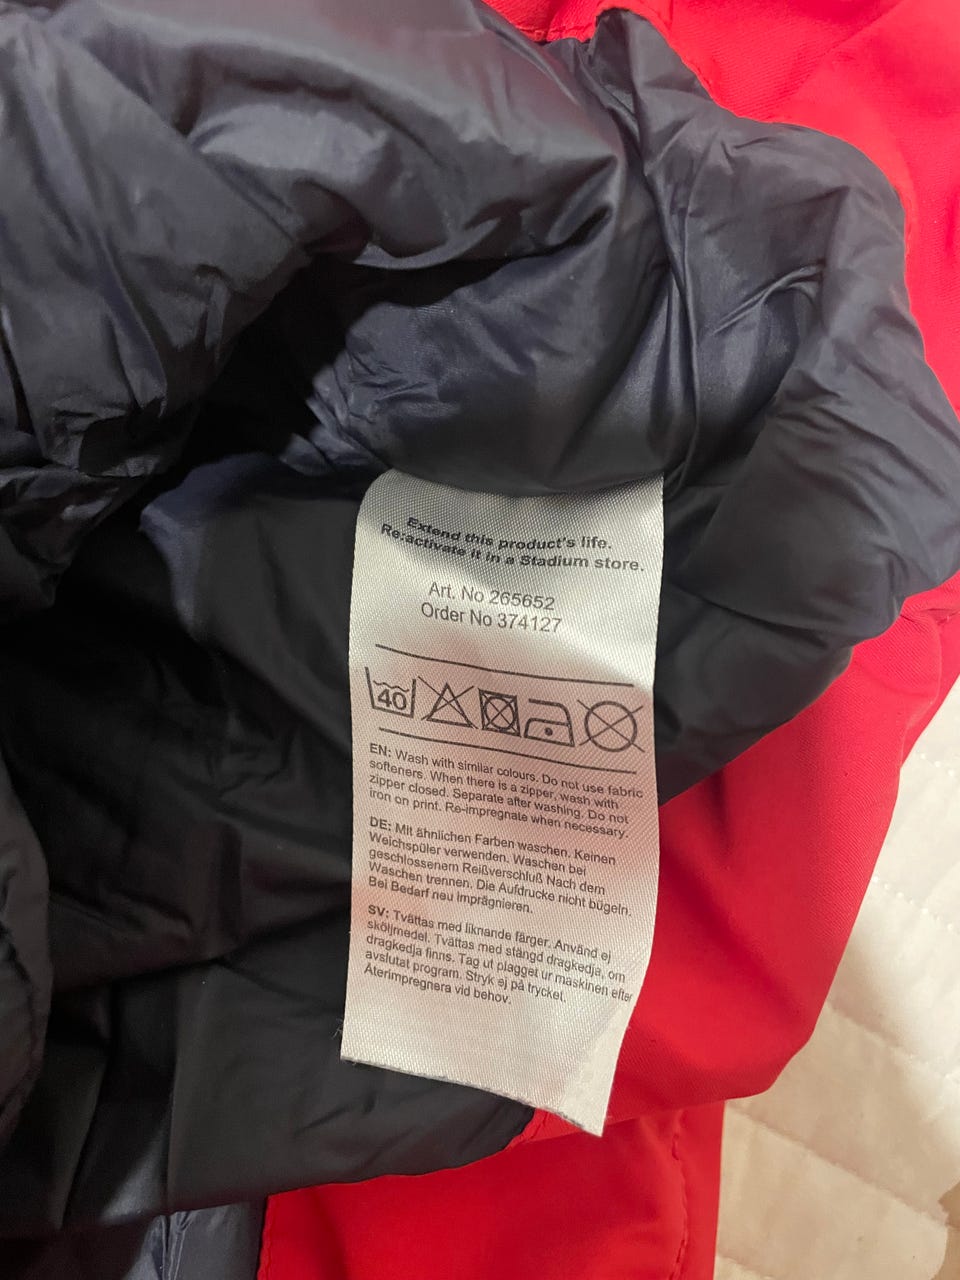 Extend this product's life.
Re:activate it in a Stadium store.
Art. No 265652
Order No 374127
40
EN: Wash with similar colours. Do not use fabric
softeners. When there is a zipper, wash with
zipper closed. Separate after washing. Do not
iron on print. Re-impregnate when necessary.
DE: Mit ähnlichen Farben waschen. Keinen
Weichspüler verwenden. Waschen bei
geschlossenem Reißverschluß Nach dem
Waschen trennen. Die Aufdrucke nicht bügeln.
Bei Bedarf neu imprägnieren.
SV: Tvättas med liknande färger. Använd ej
sköljmedel. Tvättas med stängd dragkedja, om
dragkedja finns. Tag ut plagget ur maskinen efter
avslutat program. Stryk ej på trycket.
Återimpregnera vid behov.